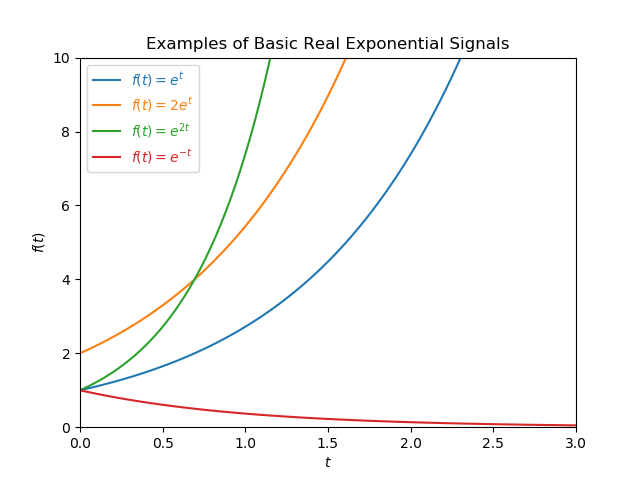 Examples of Basic Real Exponential Signals
f(t) = e^t
f(t) = 2e^t
f(t) = e^{2t}
f(t) = e^{-t}
f(t)
10
8
6
4
2
0
0.0 0.5 1.0 1.5 2.0 2.5 3.0
t